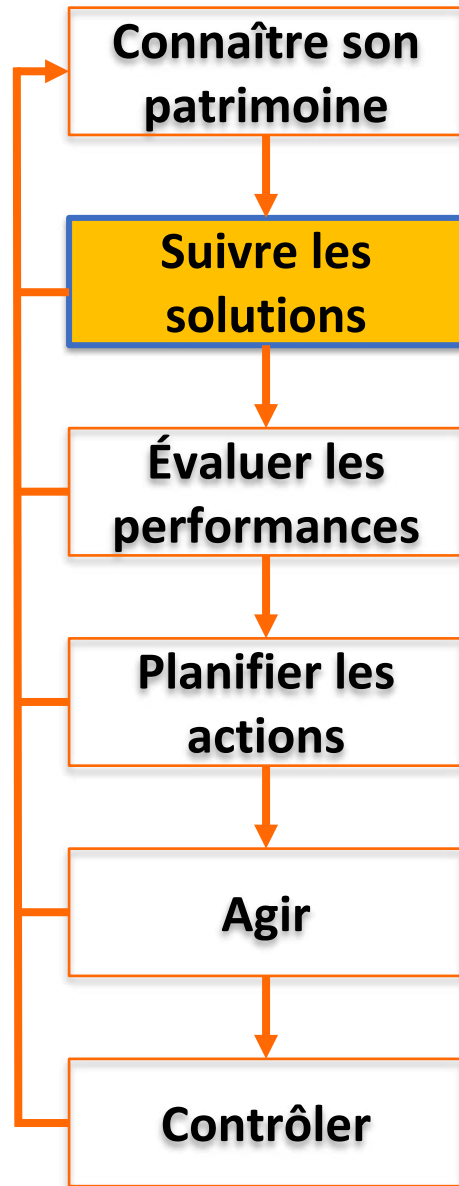 Connaître son
patrimoine
Suivre les
solutions
Évaluer les
performances
Planifier les
actions
Agir
Contrôler